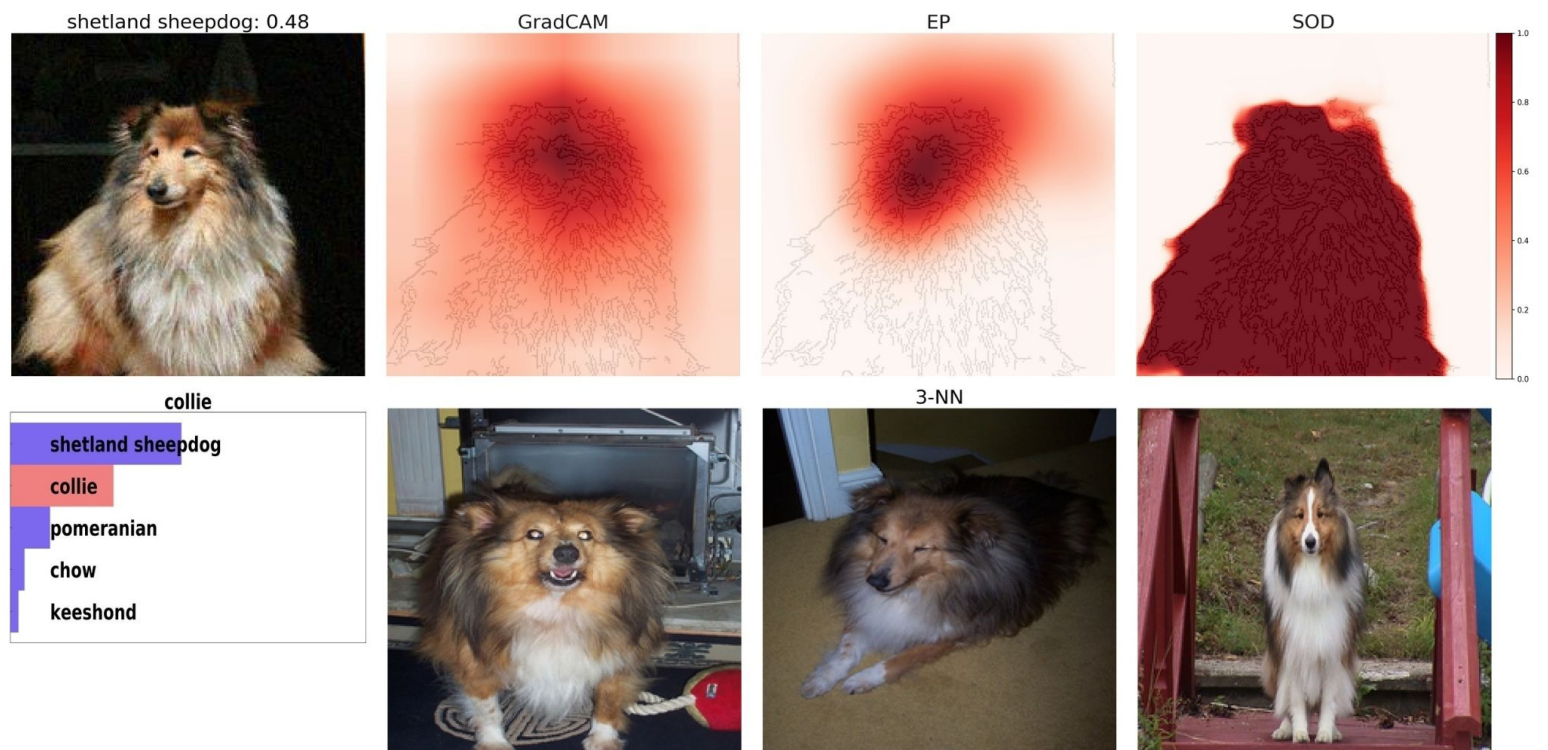 shetland sheepdog: 0.48
GradCAM
EP
SOD
1.0
0.8
0.6
0.4
0.2
0.0
collie
shetland sheepdog
collie
pomeranian
chow
keeshond
3-NN